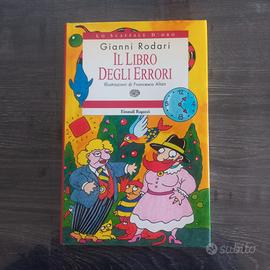 LO SCAFFALE D'ORO
Gianni Rodari
IL LIBRO
DEGLI ERRORI
Illustrazioni di Francesco Altan
Einaudi Ragazzi
subito